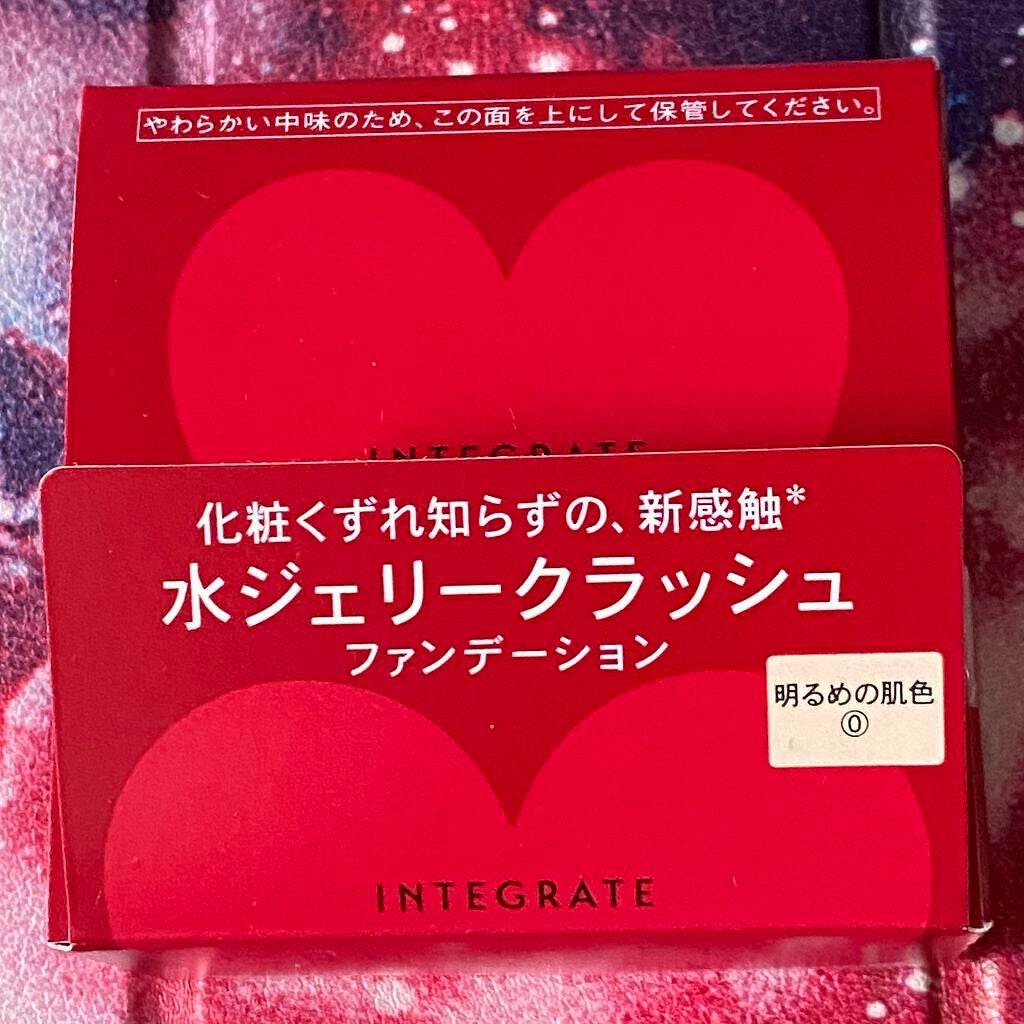 やわらかい中味のため、この面を上にして保管してください。
INTEGRATE
化粧くずれ知らずの、新感触*
水ジェリークラッシュ
ファンデーション
明るめの肌色
⓪
INTEGRATE